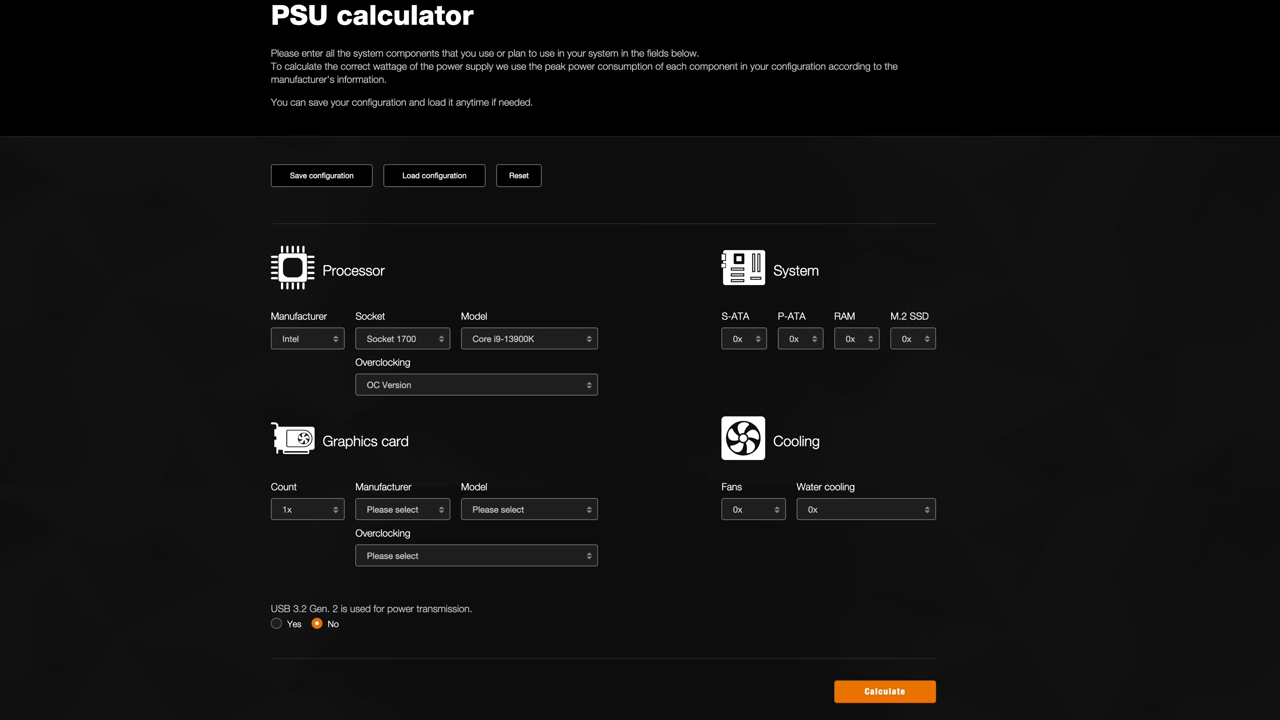 PSU calculator
Please enter all the system components that you use or plan to use in your system in the fields below.
To calculate the correct wattage of the power supply we use the peak power consumption of each component in your configuration according to the
manufacturer's information.
You can save your configuration and load it anytime if needed.
Save configuration Load configuration Reset
Processor
Manufacturer Socket Model
Intel Socket 1700 Core i9-13900K
Overclocking
OC Version
System
S-ATA P-ATA RAM M.2 SSD
0x 0x 0x 0x
Graphics card
Count Manufacturer Model
1x Please select Please select
Overclocking
Please select
Cooling
Fans Water cooling
0x 0x
USB 3.2 Gen. 2 is used for power transmission.
Yes No
Calculate